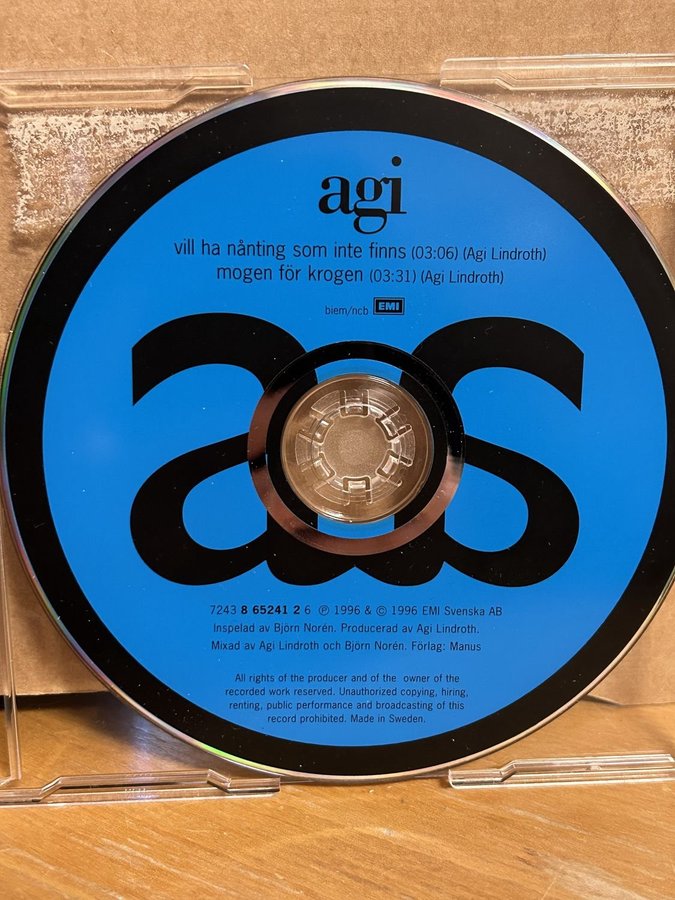 agi
vill ha nånting som inte finns (03:06) (Agi Lindroth)
mogen för krogen (03:31) (Agi Lindroth)
biem/ncb EMI
7243 8 65241 2 6 ℗ 1996 & © 1996 EMI Svenska AB
Inspelad av Björn Norén. Producerad av Agi Lindroth.
Mixad av Agi Lindroth och Björn Norén. Förlag: Manus
All rights of the producer and of the owner of the
recorded work reserved. Unauthorized copying, hiring,
renting, public performance and broadcasting of this
record prohibited. Made in Sweden.